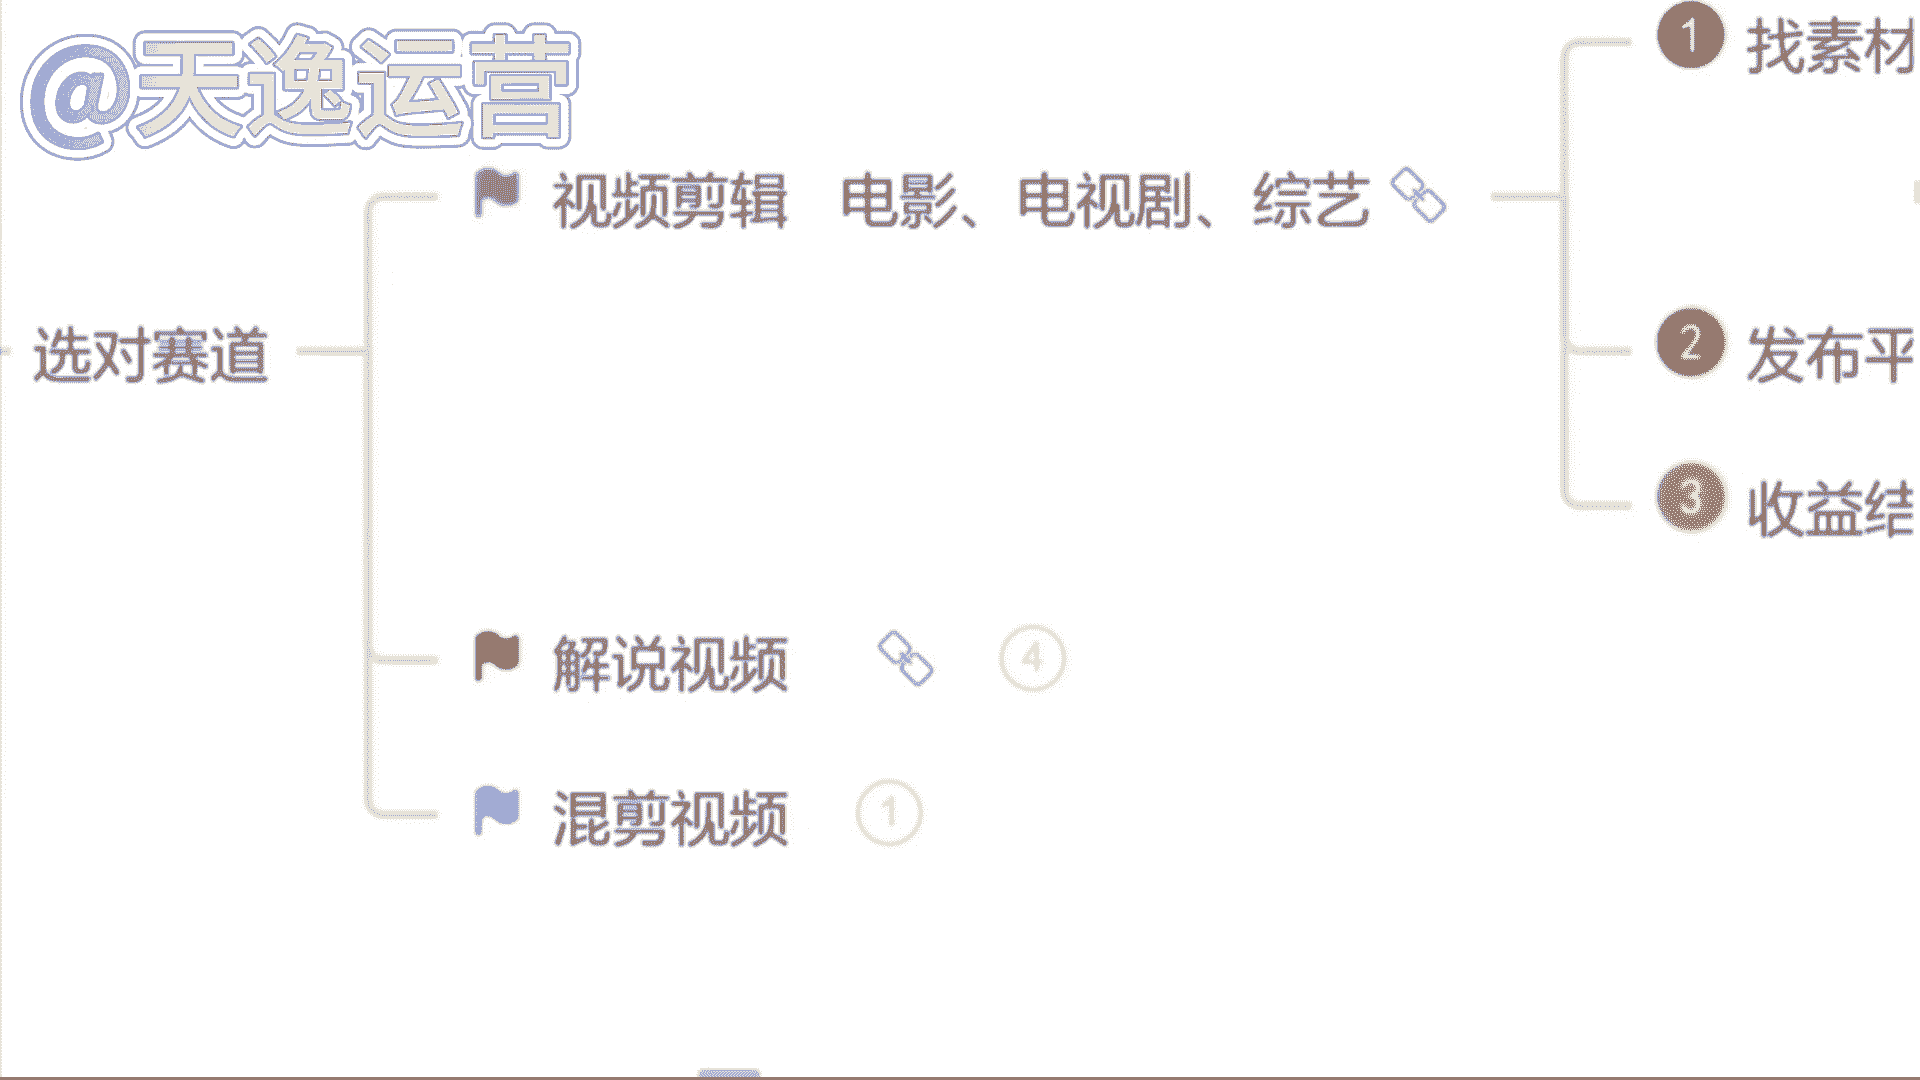 @天逸运营
选对赛道
视频剪辑 电影、电视剧、综艺
解说视频 4
混剪视频 1
1 找素材
2 发布平
3 收益结